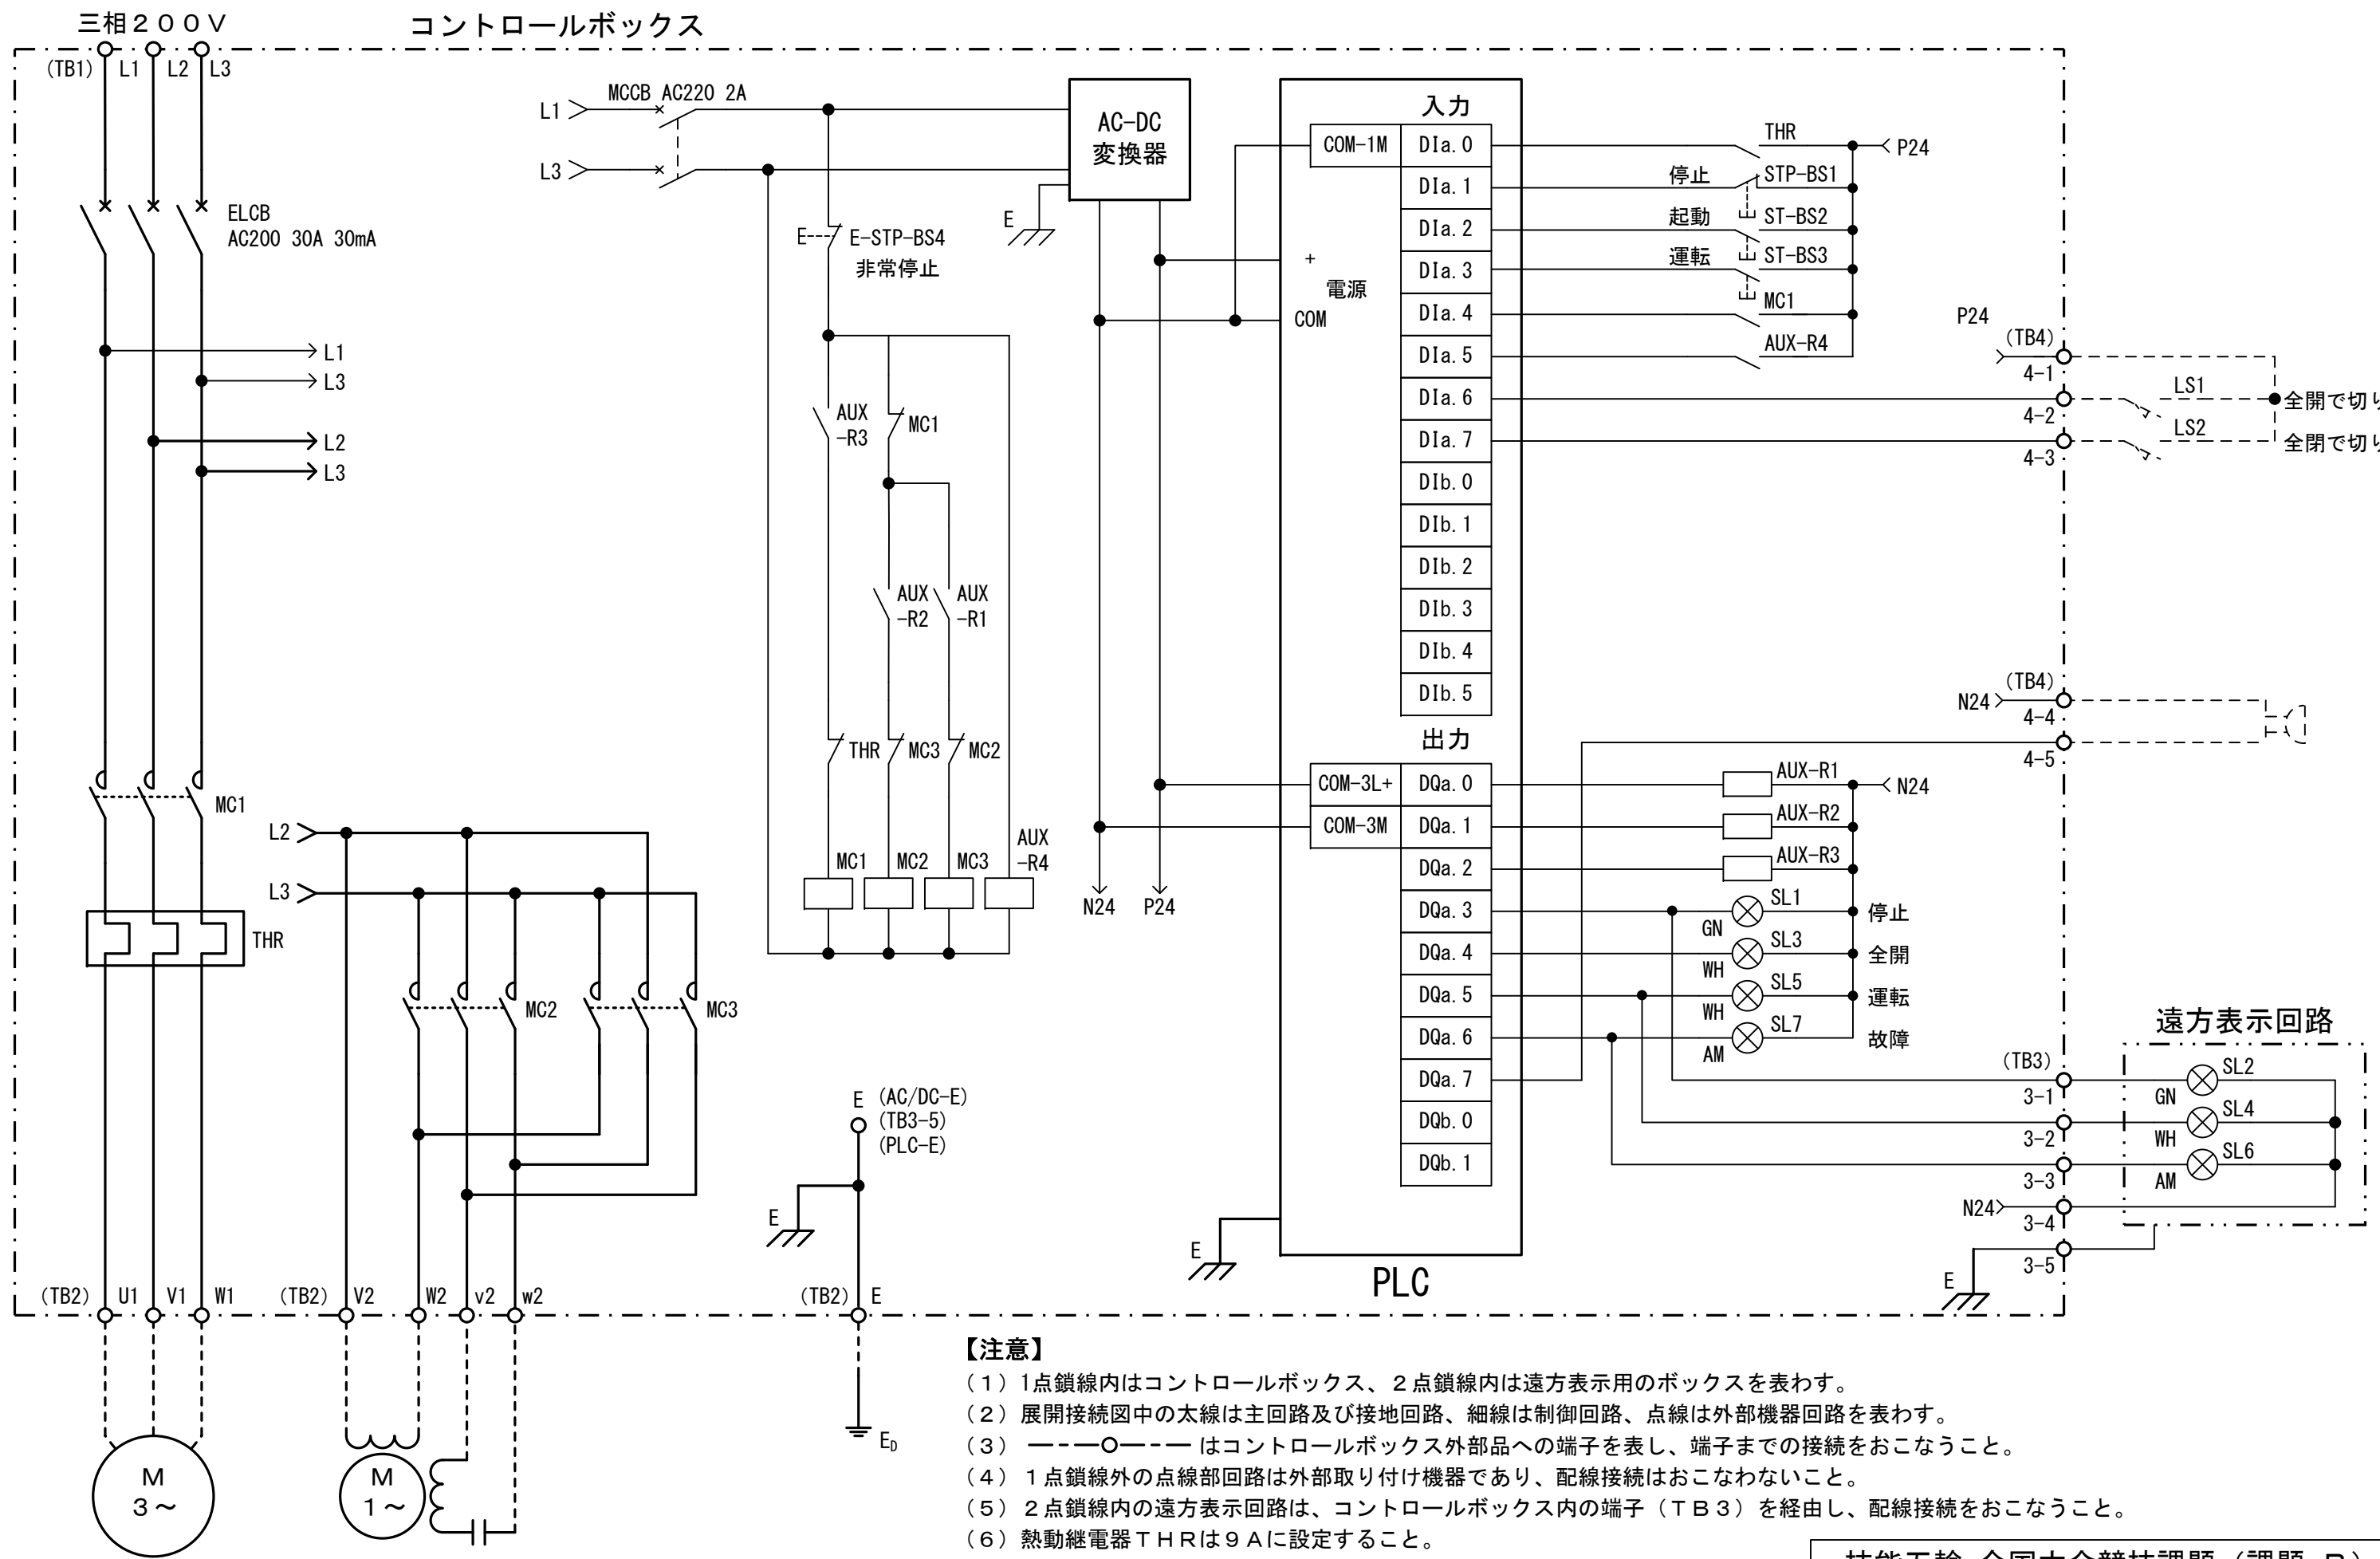 三相２００Ｖ
コントロールボックス
(TB1) L1 L2 L3
ELCB
AC200 30A 30mA
L1
L3
L2
L3
MC1
THR
L2
L3
MC2
MC3
(TB2) U1 V1 W1
(TB2) V2 W2 v2 w2
M
3～
M
1～
L1
MCCB AC220 2A
L3
AC-DC
変換器
E
E
E-STP-BS4
非常停止
AUX
-R3
MC1
AUX
-R2
AUX
-R1
THR
MC3
MC2
MC1
MC2
MC3
AUX
-R4
N24
P24
E
(AC/DC-E)
(TB3-5)
(PLC-E)
E
(TB2) E
ED
入力
COM-1M
DIa.0
DIa.1
DIa.2
DIa.3
DIa.4
DIa.5
DIa.6
DIa.7
DIb.0
DIb.1
DIb.2
DIb.3
DIb.4
DIb.5
+
電源
COM
出力
COM-3L+
COM-3M
DQa.0
DQa.1
DQa.2
DQa.3
DQa.4
DQa.5
DQa.6
DQa.7
DQb.0
DQb.1
E
PLC
THR
P24
停止 STP-BS1
起動 ST-BS2
運転 ST-BS3
MC1
AUX-R4
P24
(TB4)
4-1
4-2
LS1
全開で切り
4-3
LS2
全閉で切り
(TB4)
N24
4-4
4-5
AUX-R1
N24
AUX-R2
AUX-R3
GN SL1 停止
WH SL3 全開
WH SL5 運転
AM SL7 故障
遠方表示回路
(TB3)
3-1
GN SL2
3-2
WH SL4
3-3
AM SL6
N24
3-4
3-5
E
【注意】
（１）1点鎖線内はコントロールボックス、２点鎖線内は遠方表示用のボックスを表わす。
（２）展開接続図中の太線は主回路及び接地回路、細線は制御回路、点線は外部機器回路を表わす。
（３） はコントロールボックス外部品への端子を表し、端子までの接続をおこなうこと。
（４）１点鎖線外の点線部回路は外部取り付け機器であり、配線接続はおこなわないこと。
（５）２点鎖線内の遠方表示回路は、コントロールボックス内の端子（ＴＢ３）を経由し、配線接続をおこなうこと。
（６）熱動継電器ＴＨＲは９Ａに設定すること。